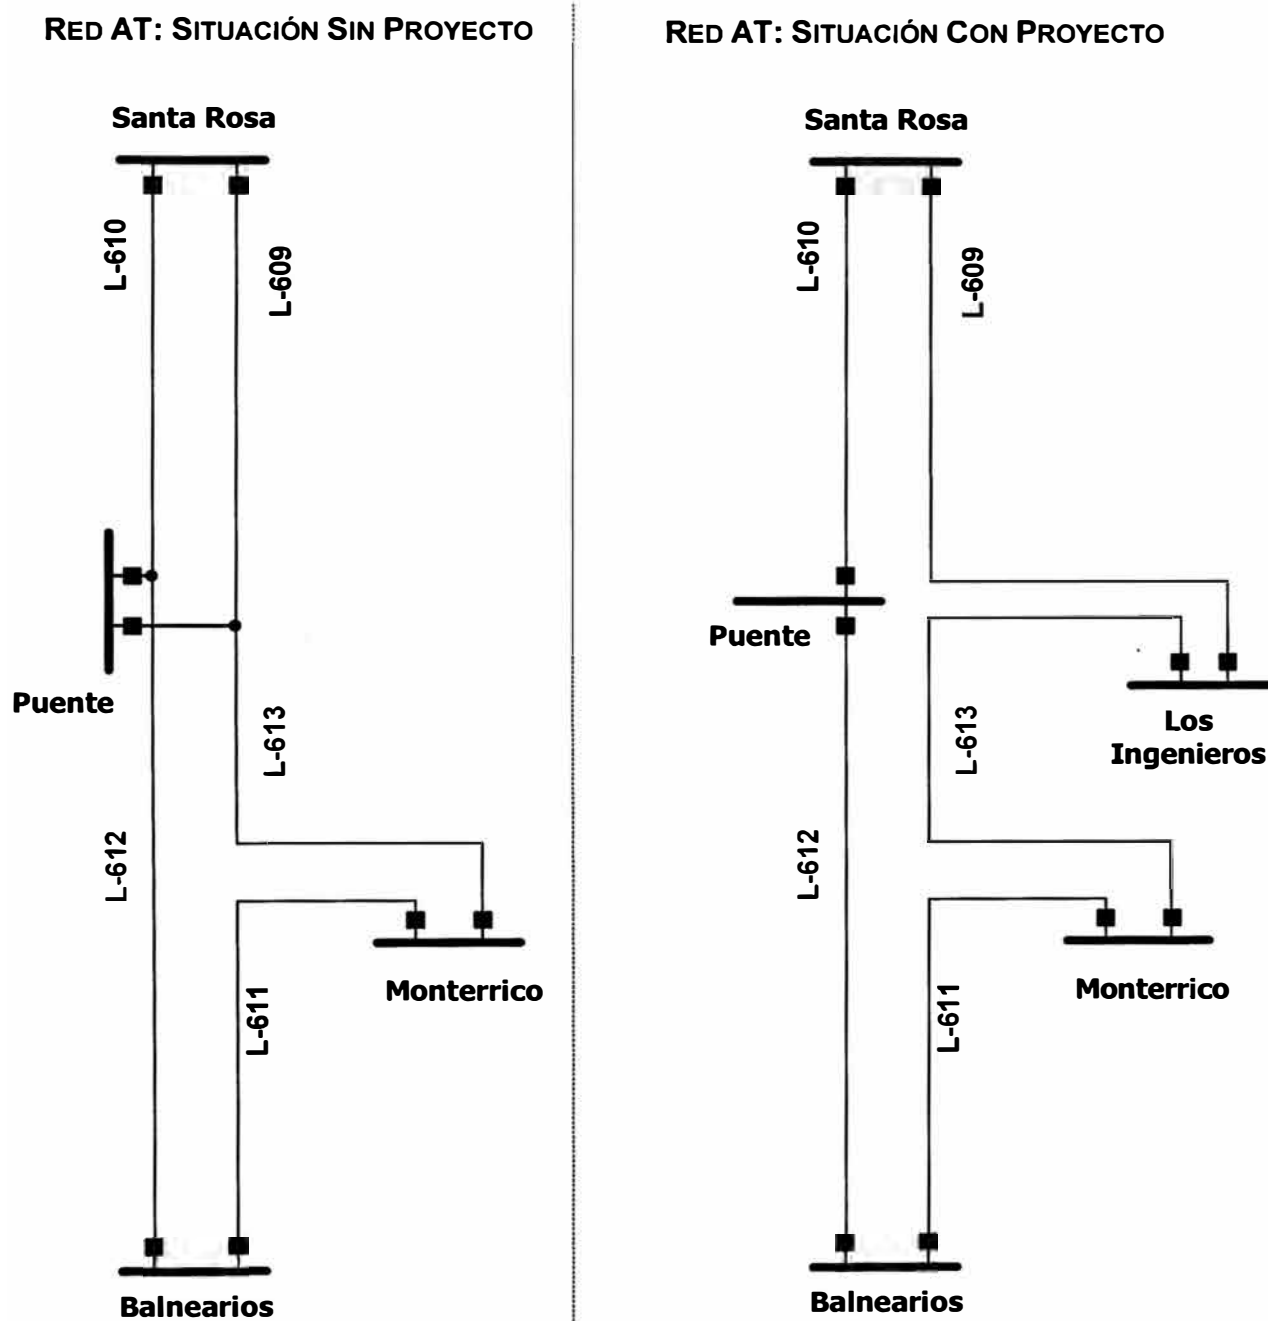 RED AT: SITUACIÓN SIN PROYECTO
Santa Rosa
L-610
L-609
Puente
L-613
L-612
Monterrico
L-611
Balnearios
RED AT: SITUACIÓN CON PROYECTO
Santa Rosa
L-610
L-609
Puente
Los
Ingenieros
L-613
L-612
Monterrico
L-611
Balnearios